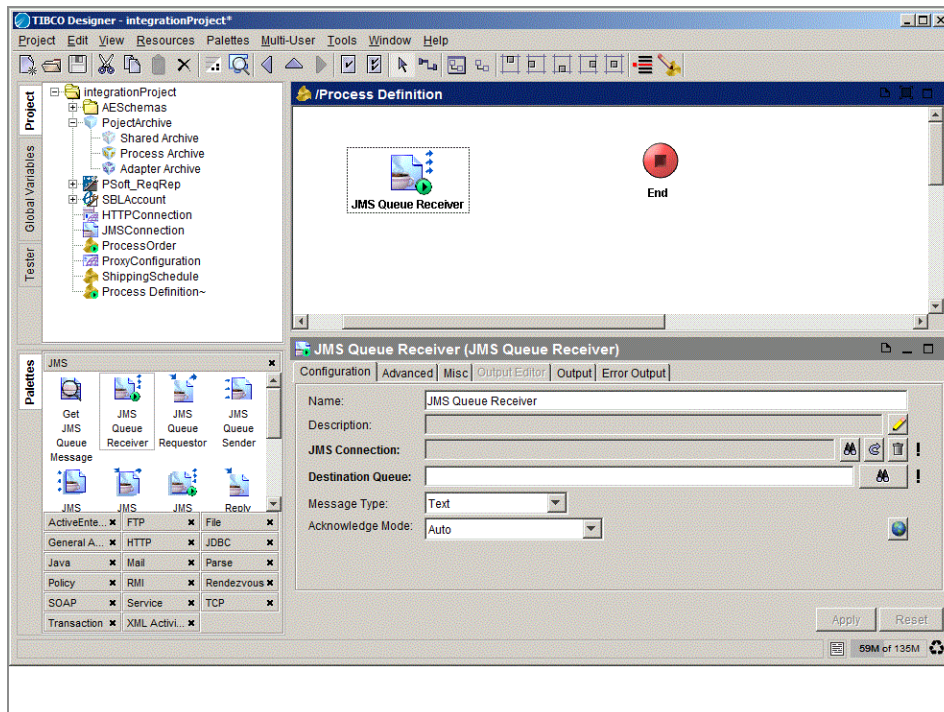 TIBCO Designer - integrationProject*
Project Edit View Resources Palettes Multi-User Tools Window Help
Project
Global Variables
Tester
integrationProject
AESchemas
PojectArchive
Shared Archive
Process Archive
Adapter Archive
PSoft_ReqRep
SBLAccount
HTTPConnection
JMSConnection
ProcessOrder
ProxyConfiguration
ShippingSchedule
Process Definition~
/Process Definition
JMS Queue Receiver
End
Palettes
JMS
Get JMS Queue Message
JMS Queue Receiver
JMS Queue Requestor
JMS Queue Sender
JMS
JMS
JMS
Reply
ActiveEnte... FTP File
General A... HTTP JDBC
Java Mail Parse
Policy RMI Rendezvous
SOAP Service TCP
Transaction XML Activi...
JMS Queue Receiver (JMS Queue Receiver)
Configuration Advanced Misc Output Editor Output Error Output
Name: JMS Queue Receiver
Description:
JMS Connection: !
Destination Queue: !
Message Type: Text
Acknowledge Mode: Auto
Apply Reset
59M of 135M